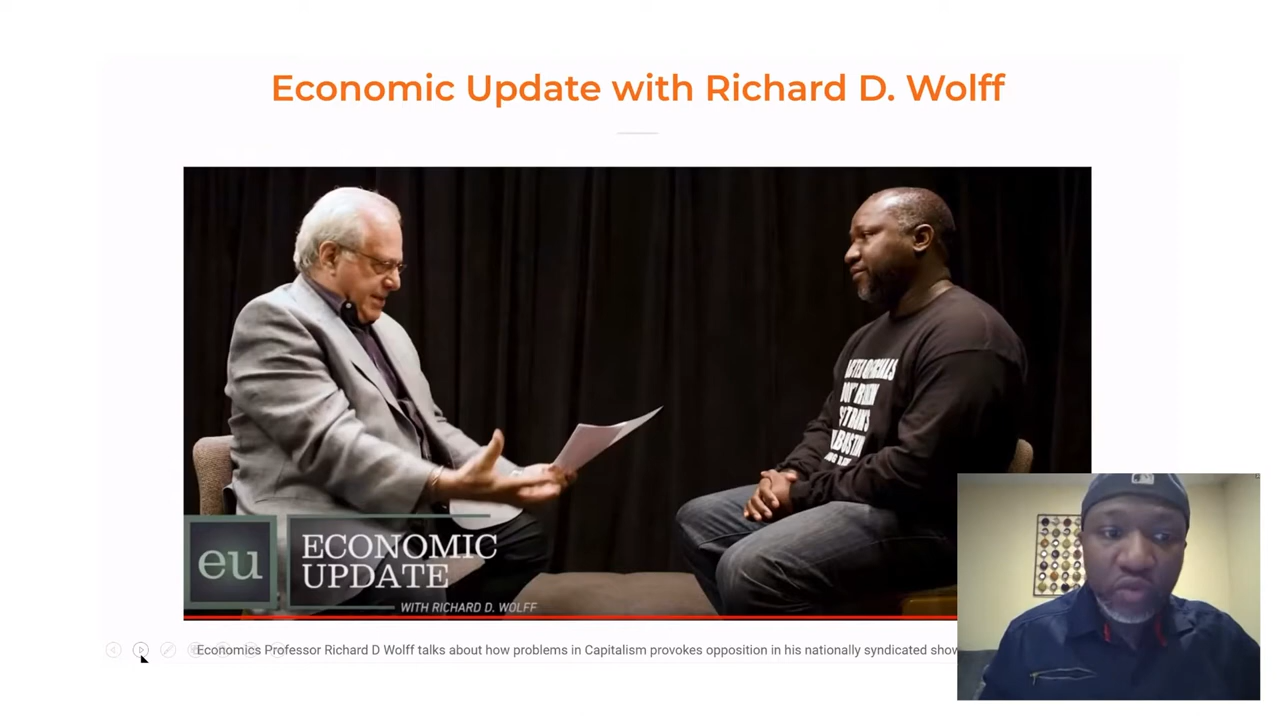 Economic Update with Richard D. Wolff
eu
ECONOMIC
UPDATE
WITH RICHARD D. WOLFF
Economics Professor Richard D Wolff talks about how problems in Capitalism provokes opposition in his nationally syndicated show